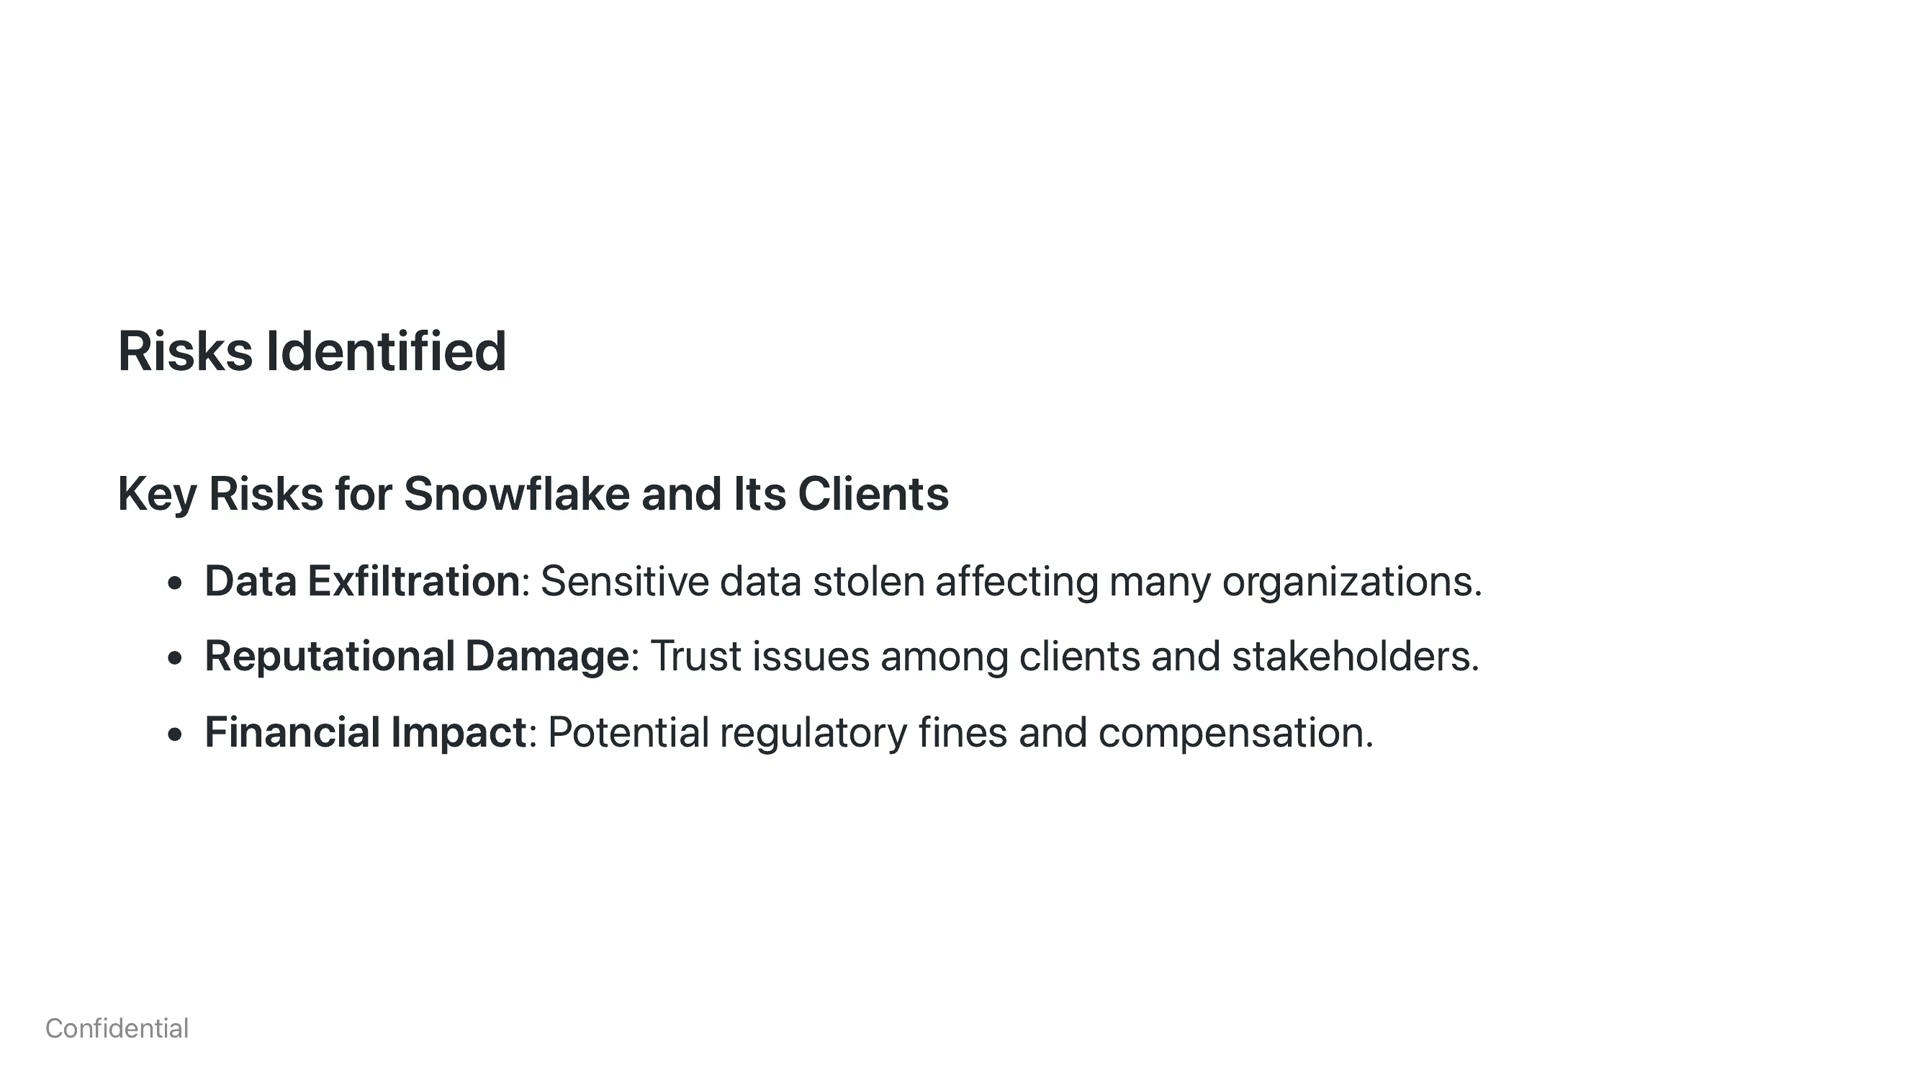 Risks Identified
Key Risks for Snowflake and Its Clients
• Data Exfiltration: Sensitive data stolen affecting many organizations.
• Reputational Damage: Trust issues among clients and stakeholders.
• Financial Impact: Potential regulatory fines and compensation.
Confidential